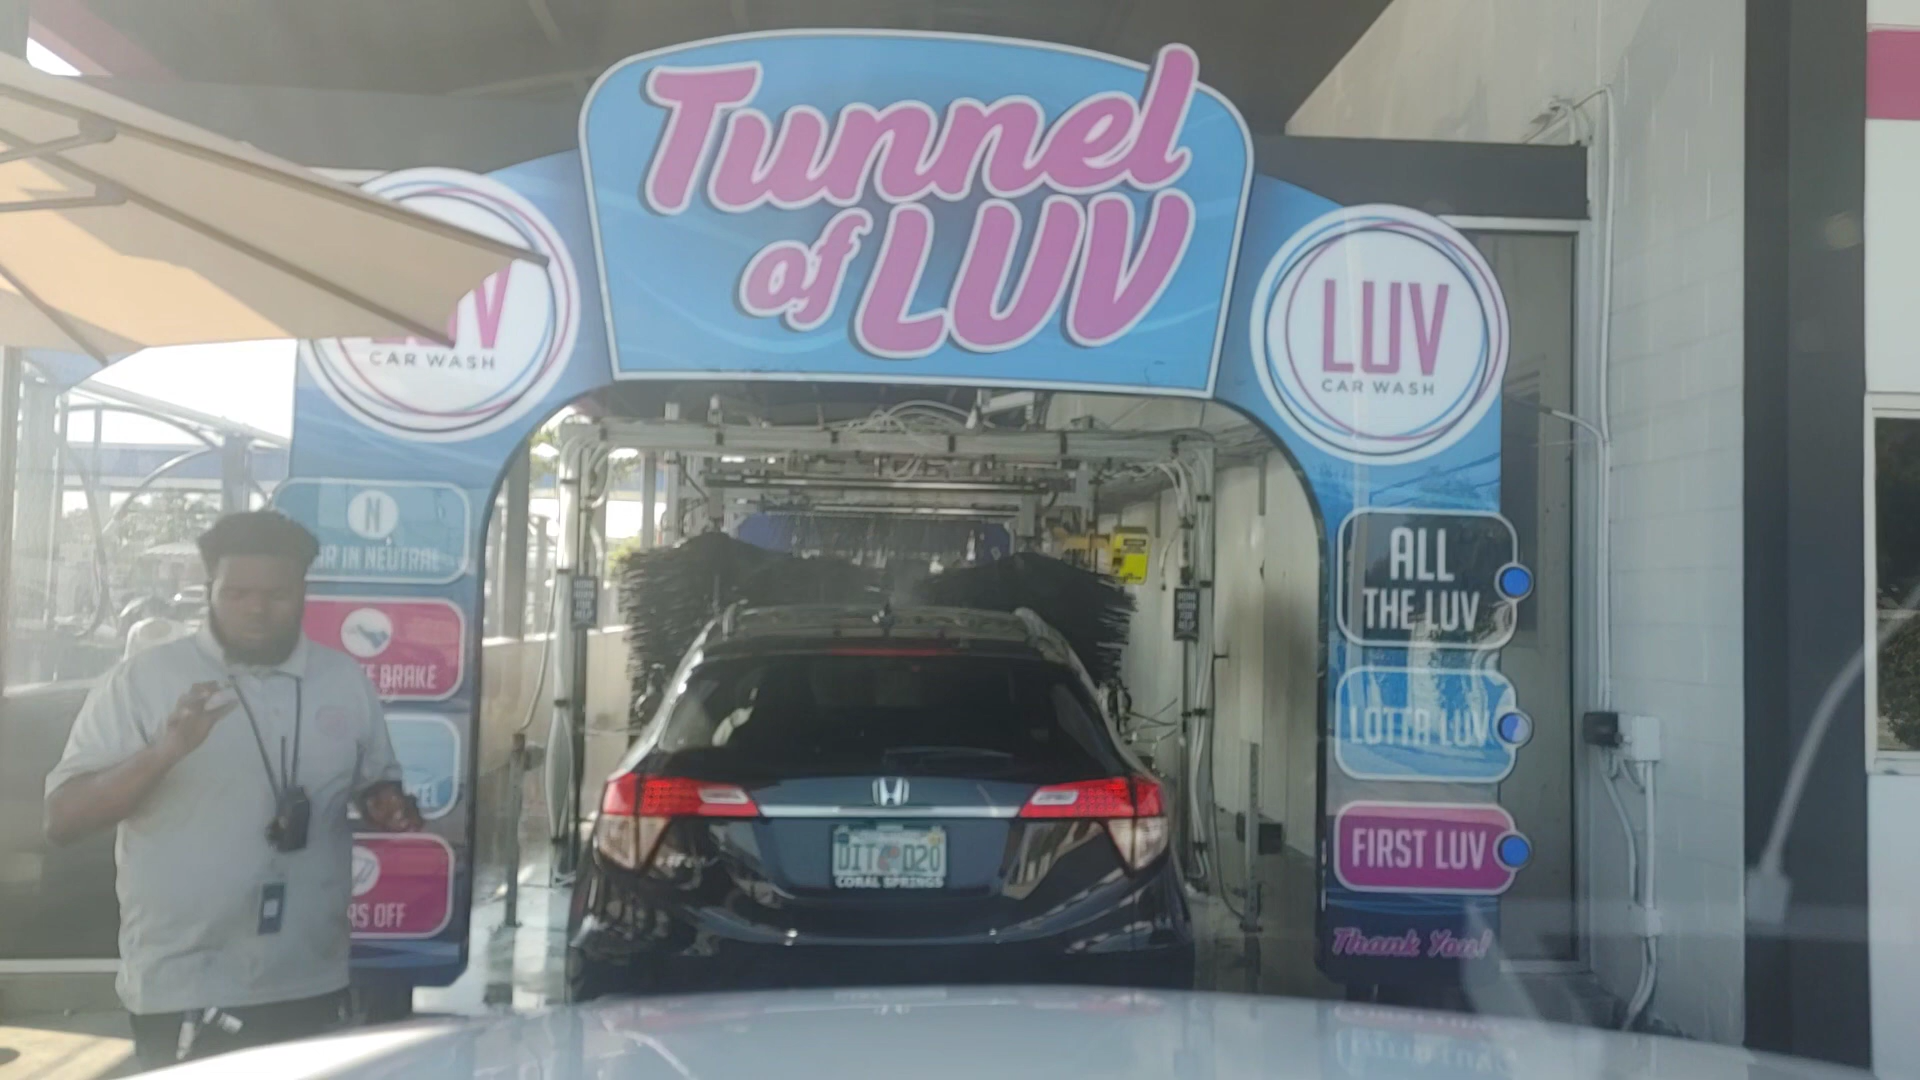 Tunnel
of LUV
CAR WASH
LUV
CAR WASH
N
IN NEUTRAL
BRAKE
OFF
ALL
THE LUV
LOTTA LUV
FIRST LUV
Thank You!
CORAL SPRINGS